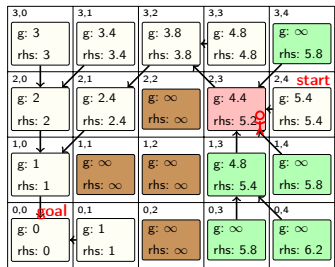 3,0 3,1 3,2 3,3 3,4
g: 3 g: 3.4 g: 3.8 g: 4.8 g: ∞
rhs: 3 rhs: 3.4 rhs: 3.8 rhs: 4.8 rhs: 5.8
2,0 2,1 2,2 2,3 2,4 start
g: 2 g: 2.4 g: ∞ g: 4.4 g: 5.4
rhs: 2 rhs: 2.4 rhs: ∞ rhs: 5.2 rhs: 5.4
1,0 1,1 1,2 1,3 1,4
g: 1 g: ∞ g: ∞ g: 4.8 g: ∞
rhs: 1 rhs: ∞ rhs: ∞ rhs: 5.4 rhs: 5.8
0,0 goal 0,1 0,2 0,3 0,4
g: 0 g: 1 g: ∞ g: ∞ g: ∞
rhs: 0 rhs: 1 rhs: ∞ rhs: 5.8 rhs: 6.2